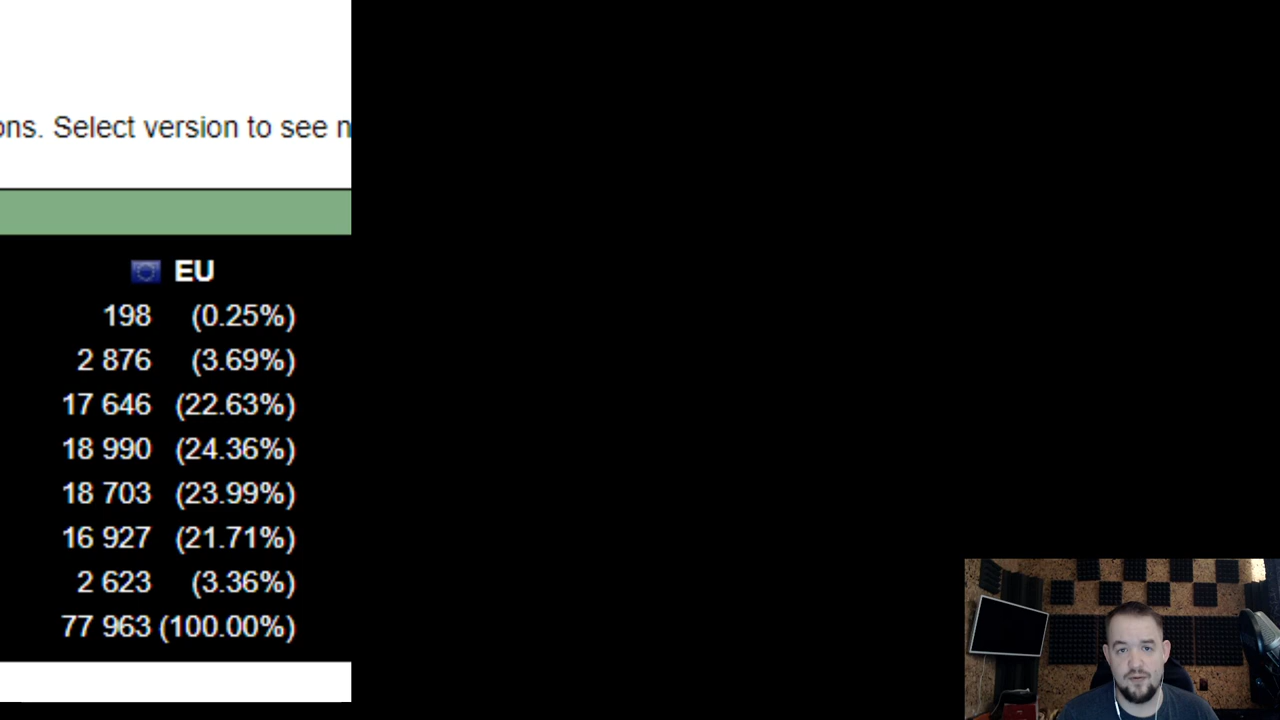 ons. Select version to see
EU
198 (0.25%)
2 876 (3.69%)
17 646 (22.63%)
18 990 (24.36%)
18 703 (23.99%)
16 927 (21.71%)
2 623 (3.36%)
77 963 (100.00%)